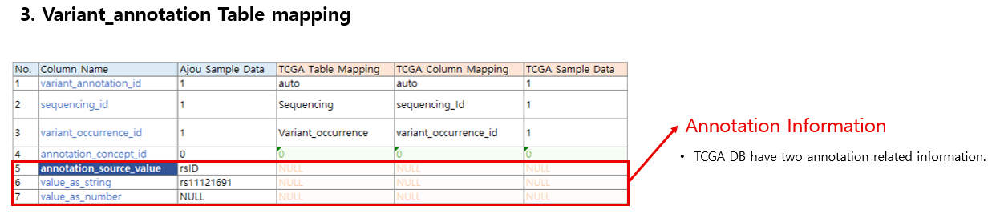 3. Variant_annotation Table mapping
No. Column Name Ajou Sample Data TCGA Table Mapping TCGA Column Mapping TCGA Sample Data
1 variant_annotation_id 1 auto auto 1
2 sequencing_id 1 Sequencing sequencing_Id 1
3 variant_occurrence_id 1 Variant_occurrence variant_occurrence_id 1
4 annotation_concept_id 0 0 0 0
5 annotation_source_value rsID NULL NULL NULL
6 value_as_string rs11121691 NULL NULL NULL
7 value_as_number NULL NULL NULL NULL
Annotation Information
• TCGA DB have two annotation related information.